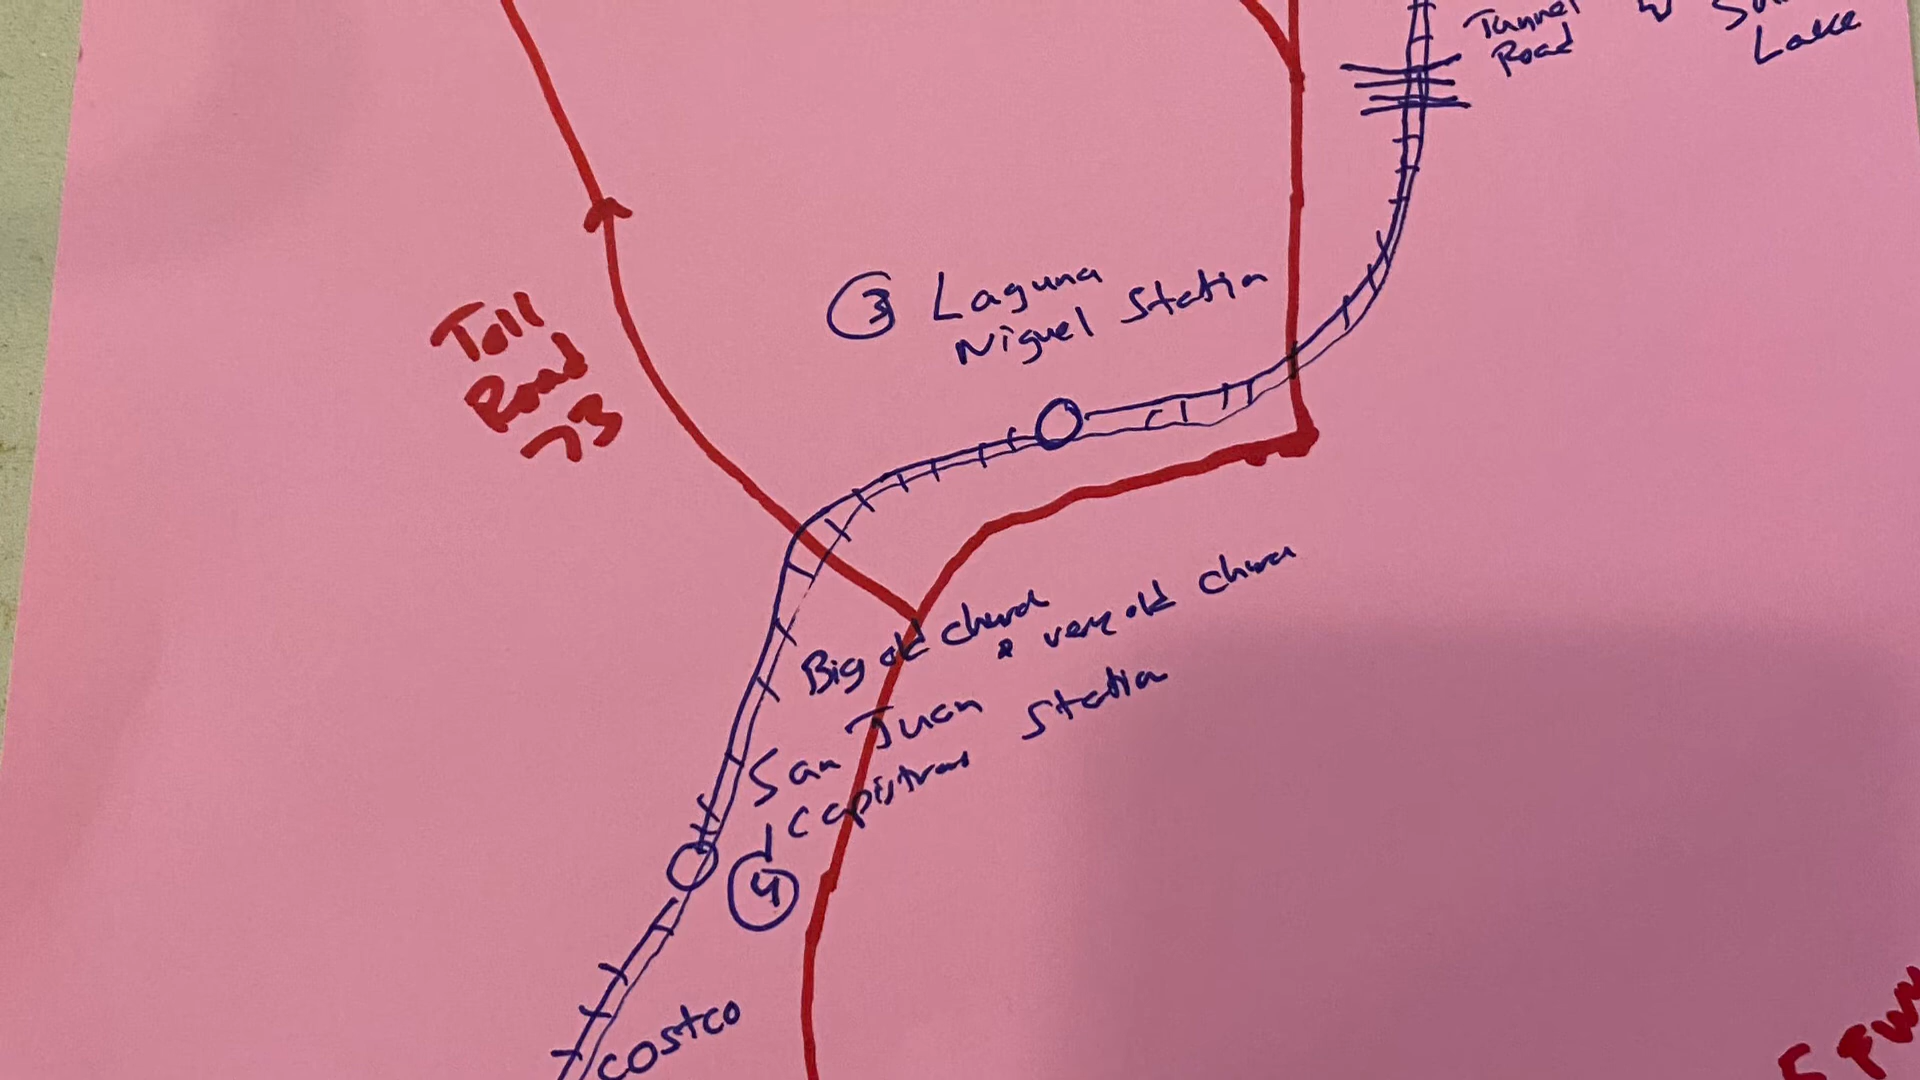 Tunnel
Road
Lake
③ Laguna
Niguel Station
Toll
Road
73
Big old church
& very old church
San Juan
Capistrano Station
④
Costco